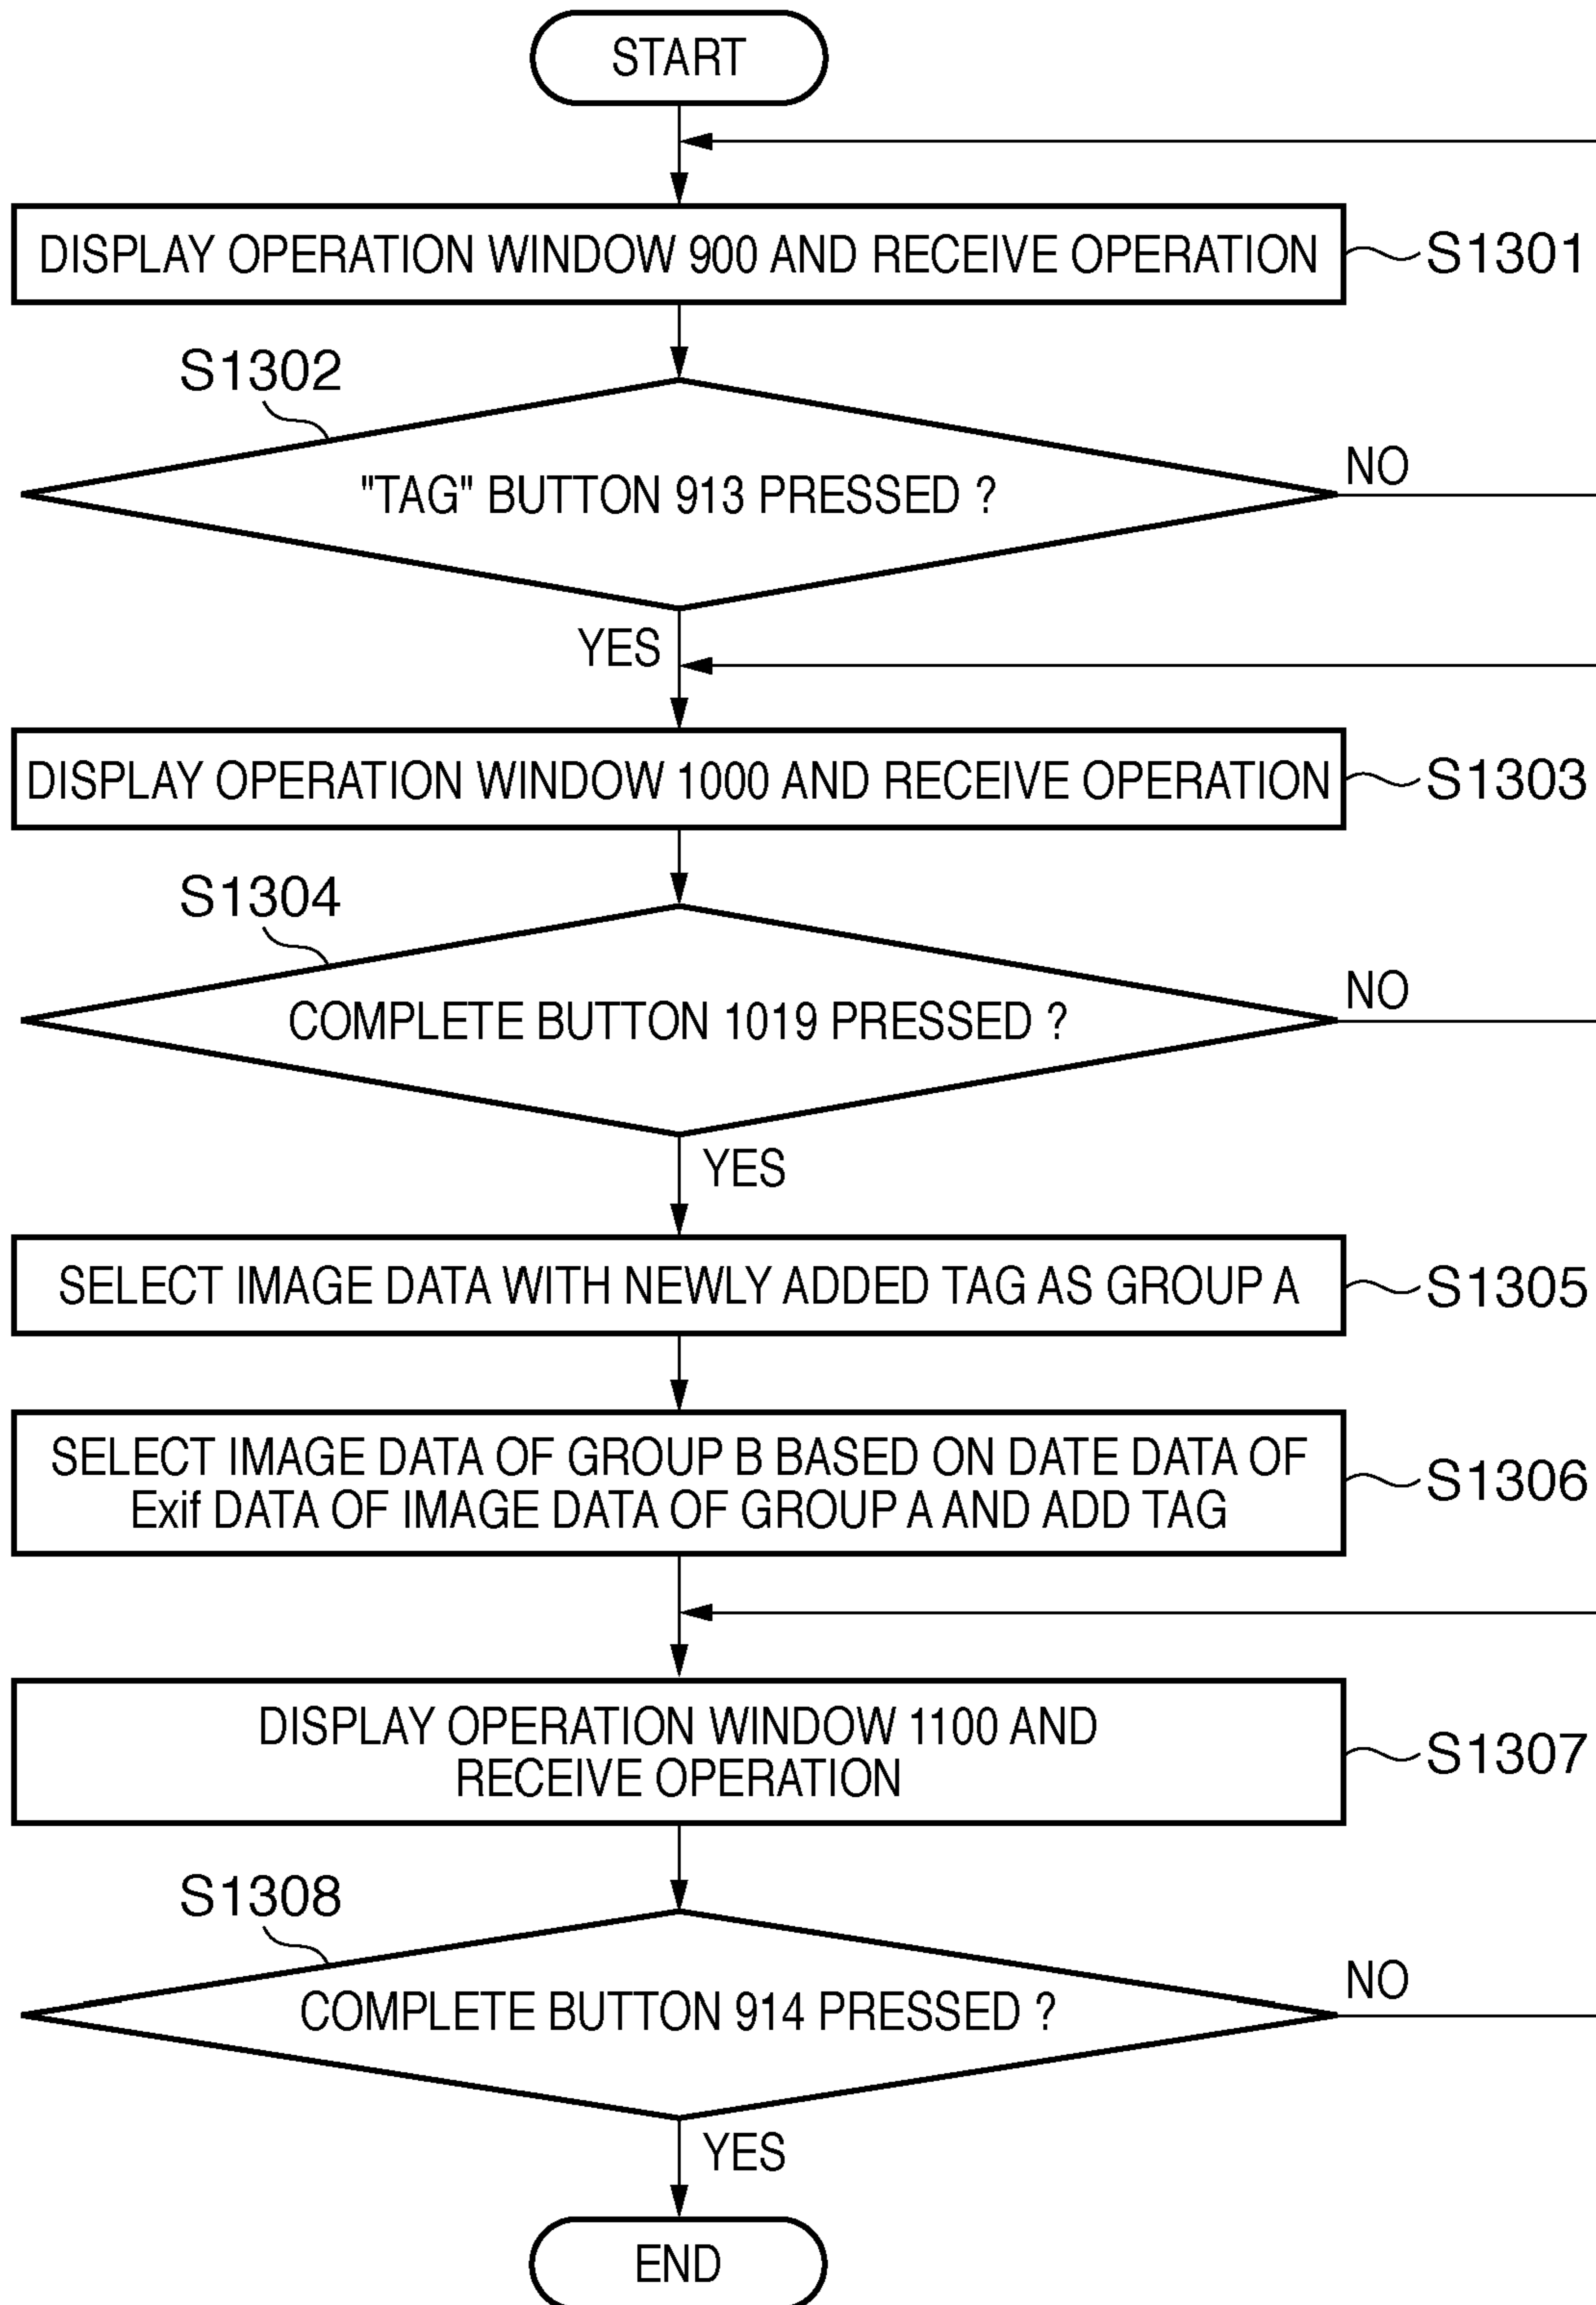 START
DISPLAY OPERATION WINDOW 900 AND RECEIVE OPERATION
S1301
S1302
"TAG" BUTTON 913 PRESSED ?
NO
YES
DISPLAY OPERATION WINDOW 1000 AND RECEIVE OPERATION
S1303
S1304
COMPLETE BUTTON 1019 PRESSED ?
NO
YES
SELECT IMAGE DATA WITH NEWLY ADDED TAG AS GROUP A
S1305
SELECT IMAGE DATA OF GROUP B BASED ON DATE DATA OF
Exif DATA OF IMAGE DATA OF GROUP A AND ADD TAG
S1306
DISPLAY OPERATION WINDOW 1100 AND
RECEIVE OPERATION
S1307
S1308
COMPLETE BUTTON 914 PRESSED ?
NO
YES
END